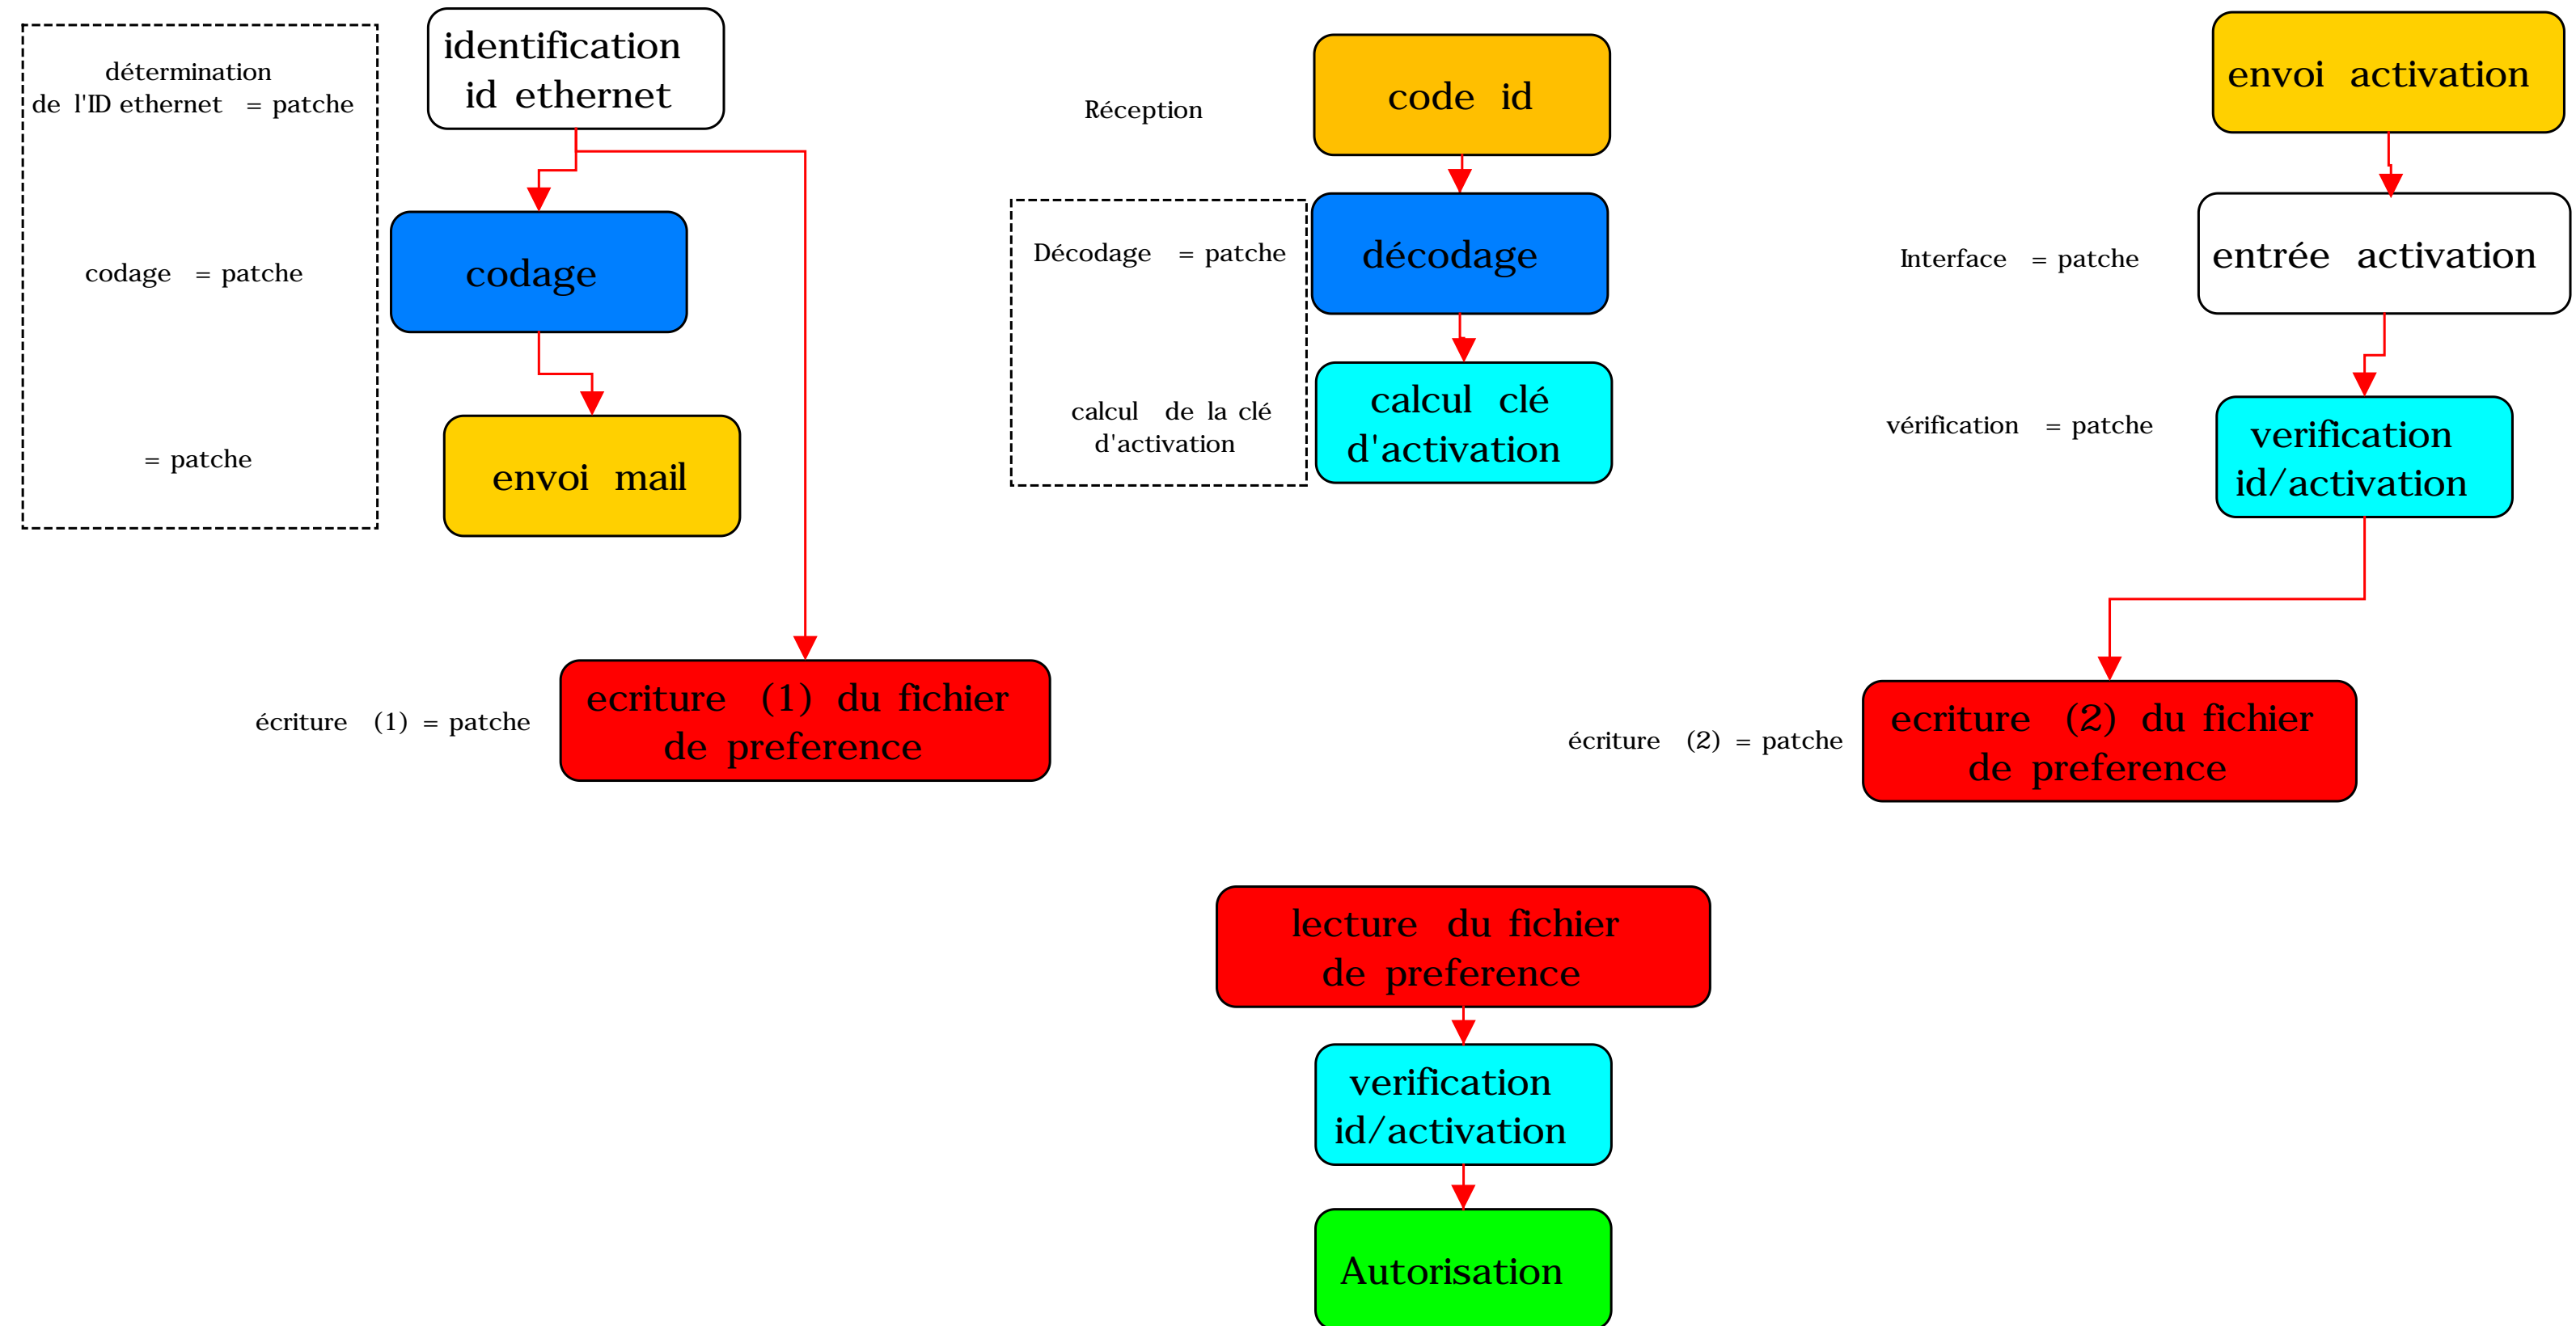 détermination
de l'ID ethernet = patche
codage = patche
= patche
identification
id ethernet
codage
envoi mail
écriture (1) = patche
ecriture (1) du fichier
de preference
Réception
code id
Décodage = patche
décodage
calcul de la clé
d'activation
calcul clé
d'activation
envoi activation
Interface = patche
entrée activation
vérification = patche
verification
id/activation
écriture (2) = patche
ecriture (2) du fichier
de preference
lecture du fichier
de preference
verification
id/activation
Autorisation